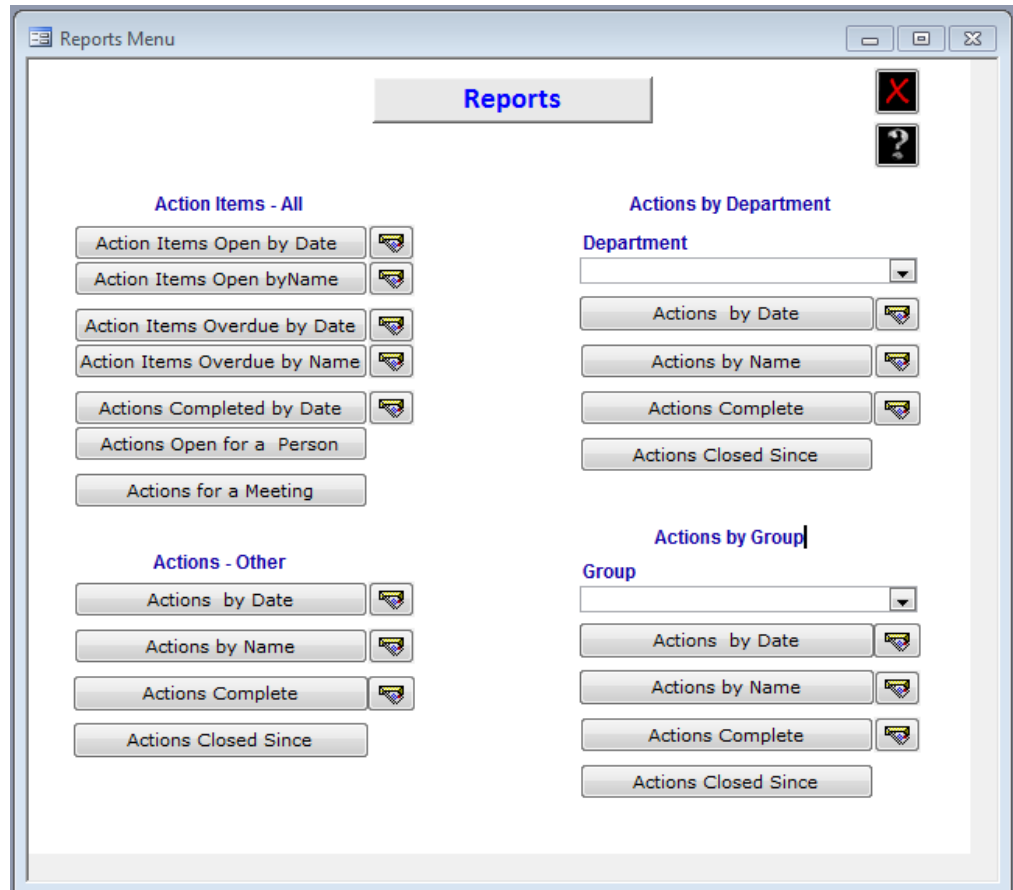 Reports Menu
Reports
?
Action Items - All
Action Items Open by Date
Action Items Open byName
Action Items Overdue by Date
Action Items Overdue by Name
Actions Completed by Date
Actions Open for a  Person
Actions for a Meeting
Actions - Other
Actions  by Date
Actions by Name
Actions Complete
Actions Closed Since
Actions by Department
Department
Actions  by Date
Actions by Name
Actions Complete
Actions Closed Since
Actions by Group
Group
Actions  by Date
Actions by Name
Actions Complete
Actions Closed Since